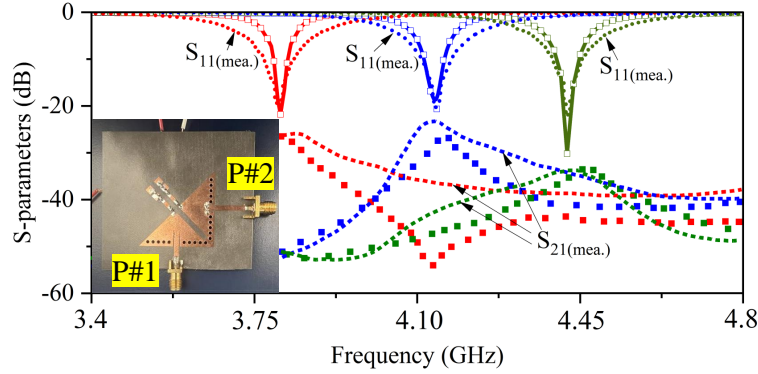 0
-20
-40
-60
S-parameters (dB)
S11(mea.)
S11(mea.)
S11(mea.)
S21(mea.)
P#2
P#1
3.4
3.75
4.10
4.45
4.8
Frequency (GHz)